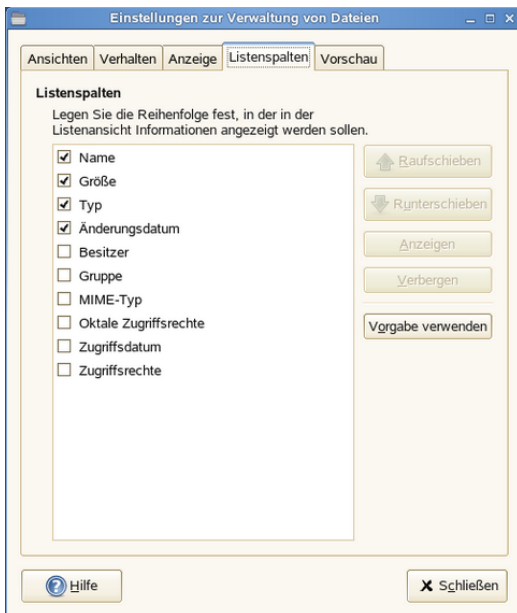 Einstellungen zur Verwaltung von Dateien
Ansichten Verhalten Anzeige Listenspalten Vorschau
Listenspalten
Legen Sie die Reihenfolge fest, in der in der
Listenansicht Informationen angezeigt werden sollen.
Name
Größe
Typ
Änderungsdatum
Besitzer
Gruppe
MIME-Typ
Oktale Zugriffsrechte
Zugriffsdatum
Zugriffsrechte
Raufschieben
Runterschieben
Anzeigen
Verbergen
Vorgabe verwenden
Hilfe
Schließen